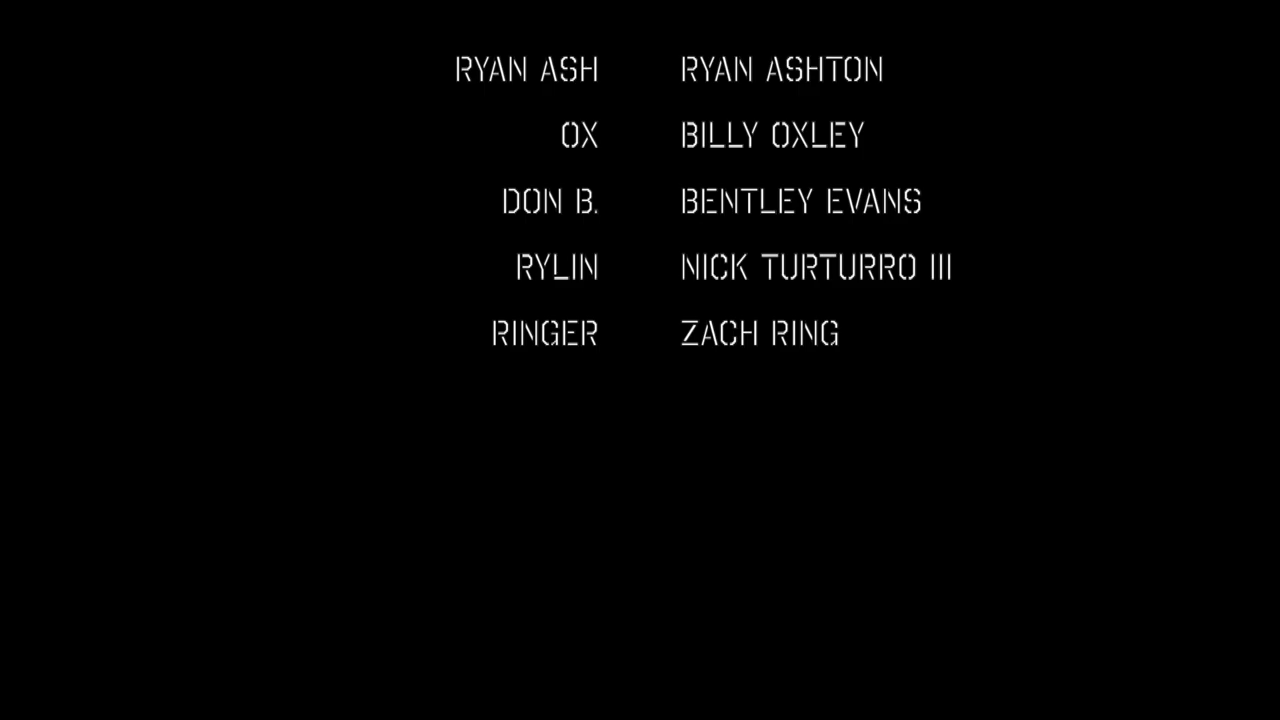 RYAN ASH RYAN ASHTON
OX BILLY OXLEY
DON B. BENTLEY EVANS
RYLIN NICK TURTURRO III
RINGER ZACH RING